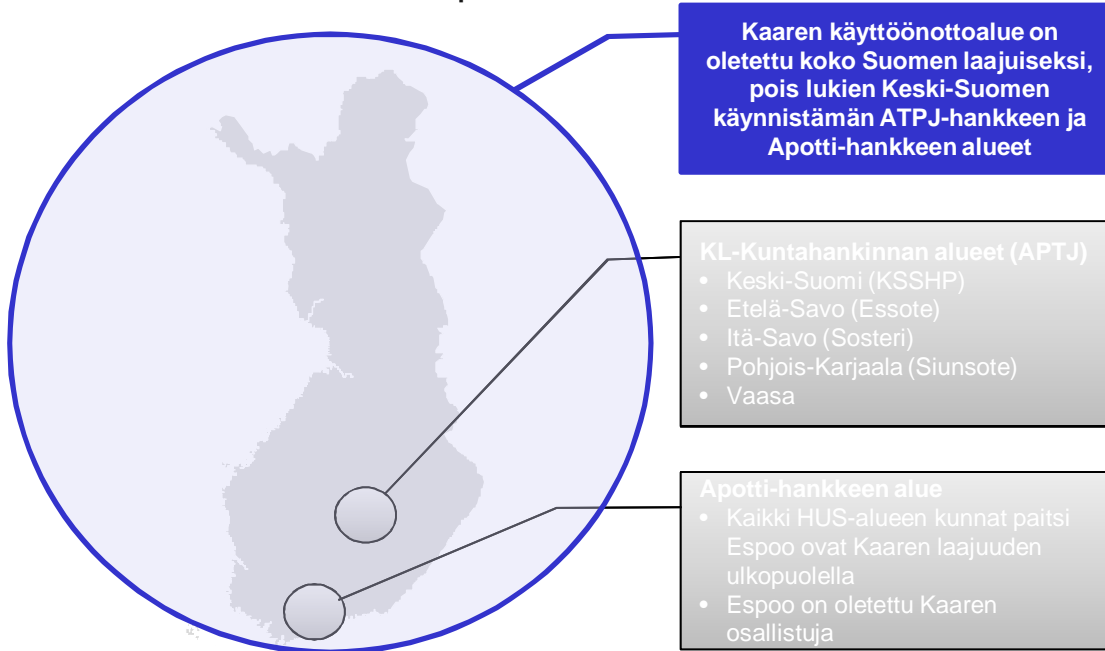 Kaaren käyttöönottoalue on
oletettu koko Suomen laajuiseksi,
pois lukien Keski-Suomen
käynnistämän ATPJ-hankkeen ja
Apotti-hankkeen alueet
KL-Kuntahankinnan alueet (APTJ)
• Keski-Suomi (KSSHP)
• Etelä-Savo (Essote)
• Itä-Savo (Sosteri)
• Pohjois-Karjaala (Siunsote)
• Vaasa
Apotti-hankkeen alue
• Kaikki HUS-alueen kunnat paitsi
Espoo ovat Kaaren laajuuden
ulkopuolella
• Espoo on oletettu Kaaren
osallistuja